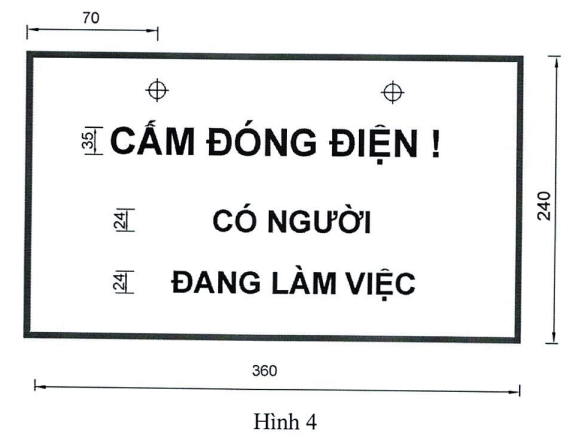 70
35
CẤM ĐÓNG ĐIỆN !
24
CÓ NGƯỜI
240
24
ĐANG LÀM VIỆC
360
Hình 4